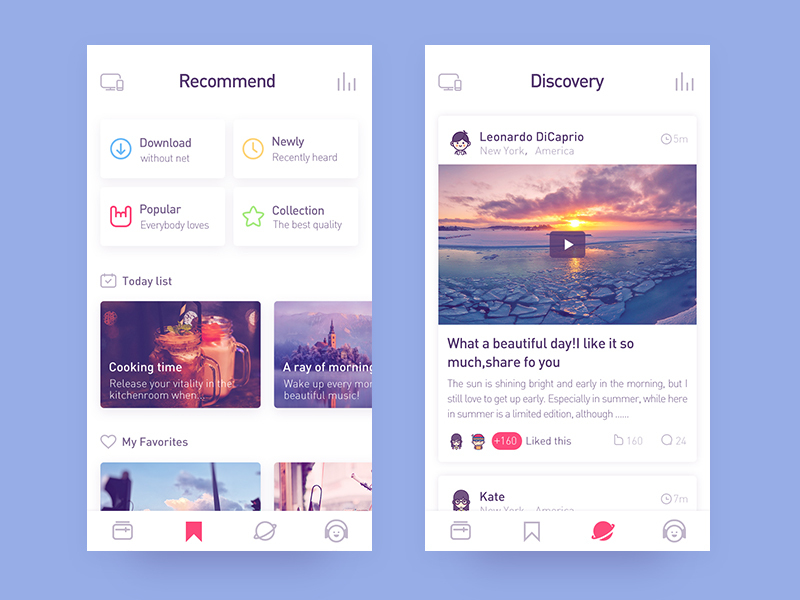 Recommend
Download
without net
Newly
Recently heard
Popular
Everybody loves
Collection
The best quality
Today list
Cooking time
Release your vitality in the
kitchenroom when...
A ray of morning
Wake up every mor
beautiful music!
My Favorites
Discovery
Leonardo DiCaprio
New York, America
5m
What a beautiful day!I like it so
much,share fo you
The sun is shining bright and early in the morning, but I
still love to get up early. Especially in summer, while here
in summer is a limited edition, although ......
+160 Liked this
160
24
Kate
New York, America
7m